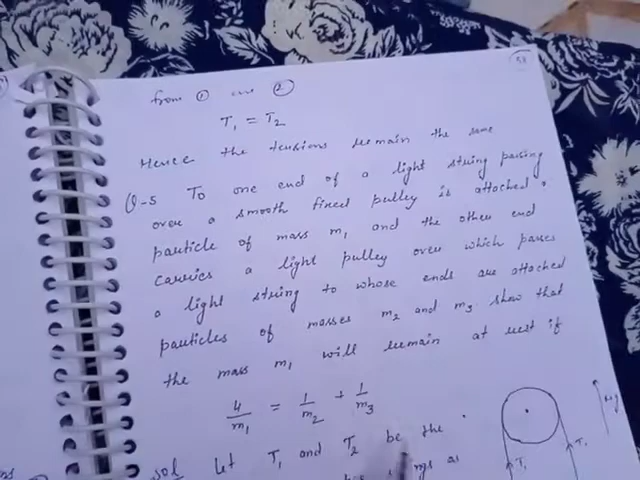 from ① and ②
T₁ = T₂
Hence the tensions remain the same
Q-5 To one end of a light string passing
over a smooth fixed pulley is attached a
particle of mass m₁ and the other end
carries a light pulley over which passes
a light string to whose ends are attached
particles of masses m₂ and m₃. show that
the mass m₁ will remain at rest if
4/m₁ = 1/m₂ + 1/m₃
sol Let T₁ and T₂ be the
as
T₁
T₁